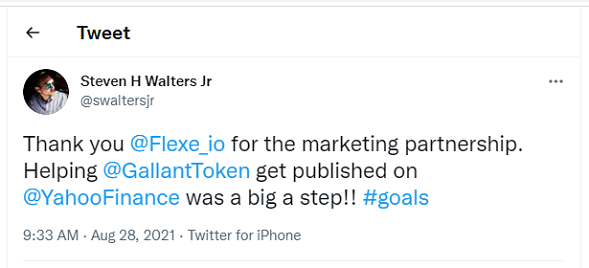 Tweet
Steven H Walters Jr
@swaltersjr
Thank you @Flexe_io for the marketing partnership.
Helping @GallantToken get published on
@YahooFinance was a big a step!! #goals
9:33 AM · Aug 28, 2021 · Twitter for iPhone